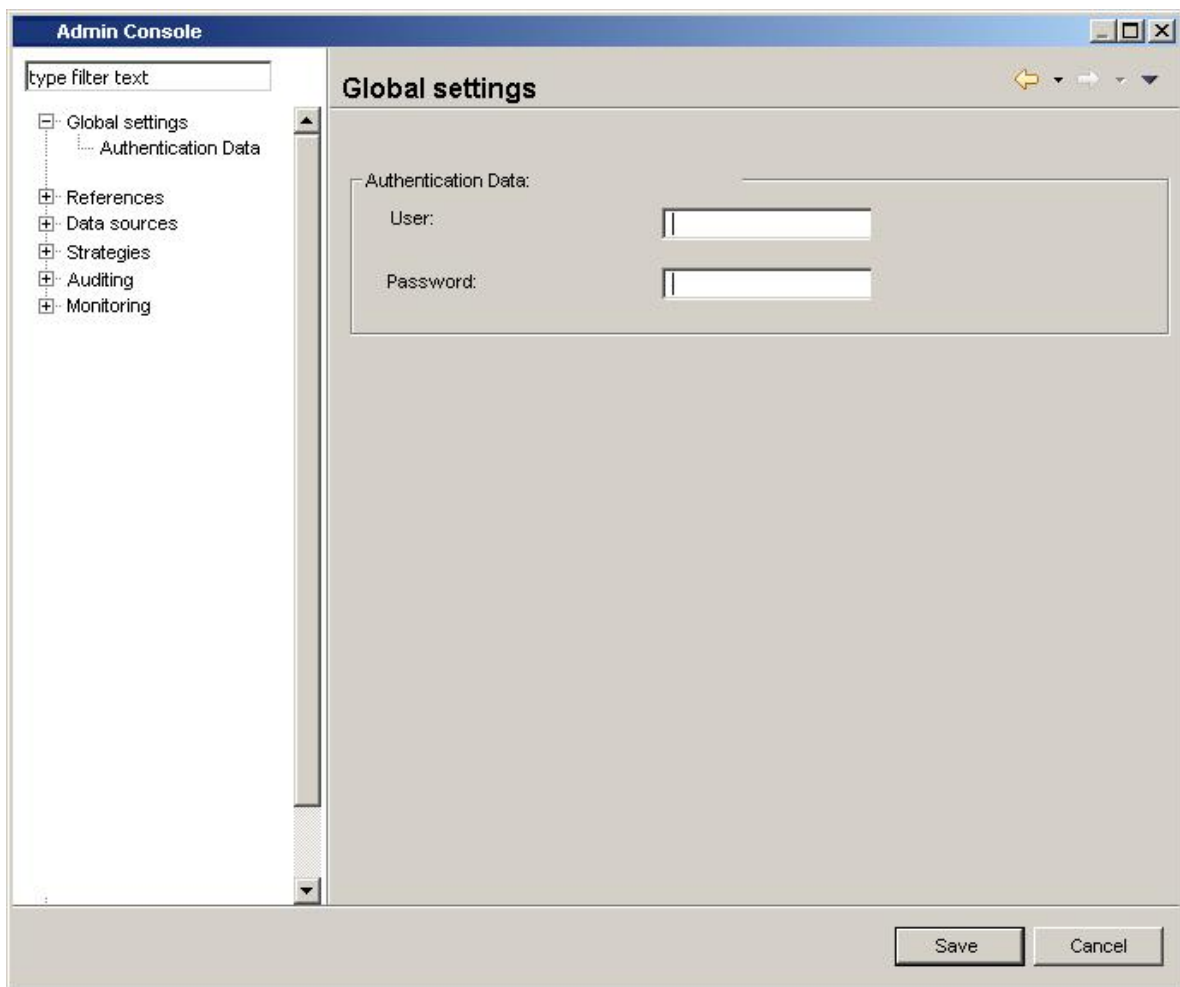 Admin Console
type filter text
Global settings
Authentication Data
References
Data sources
Strategies
Auditing
Monitoring
Global settings
Authentication Data:
User:
Password:
Save
Cancel